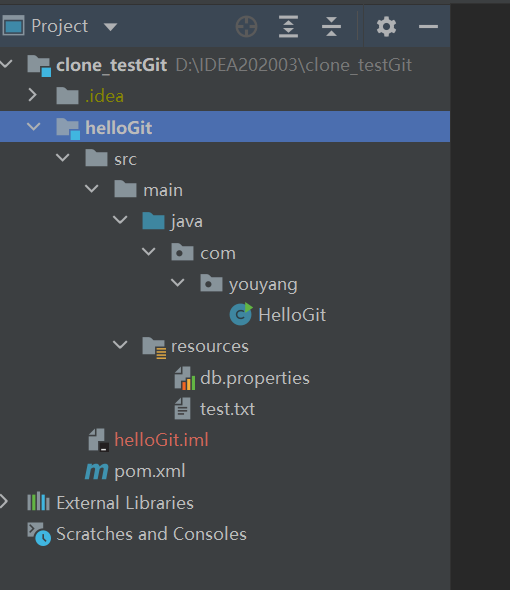 Project
clone_testGit D:\IDEA202003\clone_testGit
.idea
helloGit
src
main
java
com
youyang
HelloGit
resources
db.properties
test.txt
helloGit.iml
pom.xml
External Libraries
Scratches and Consoles